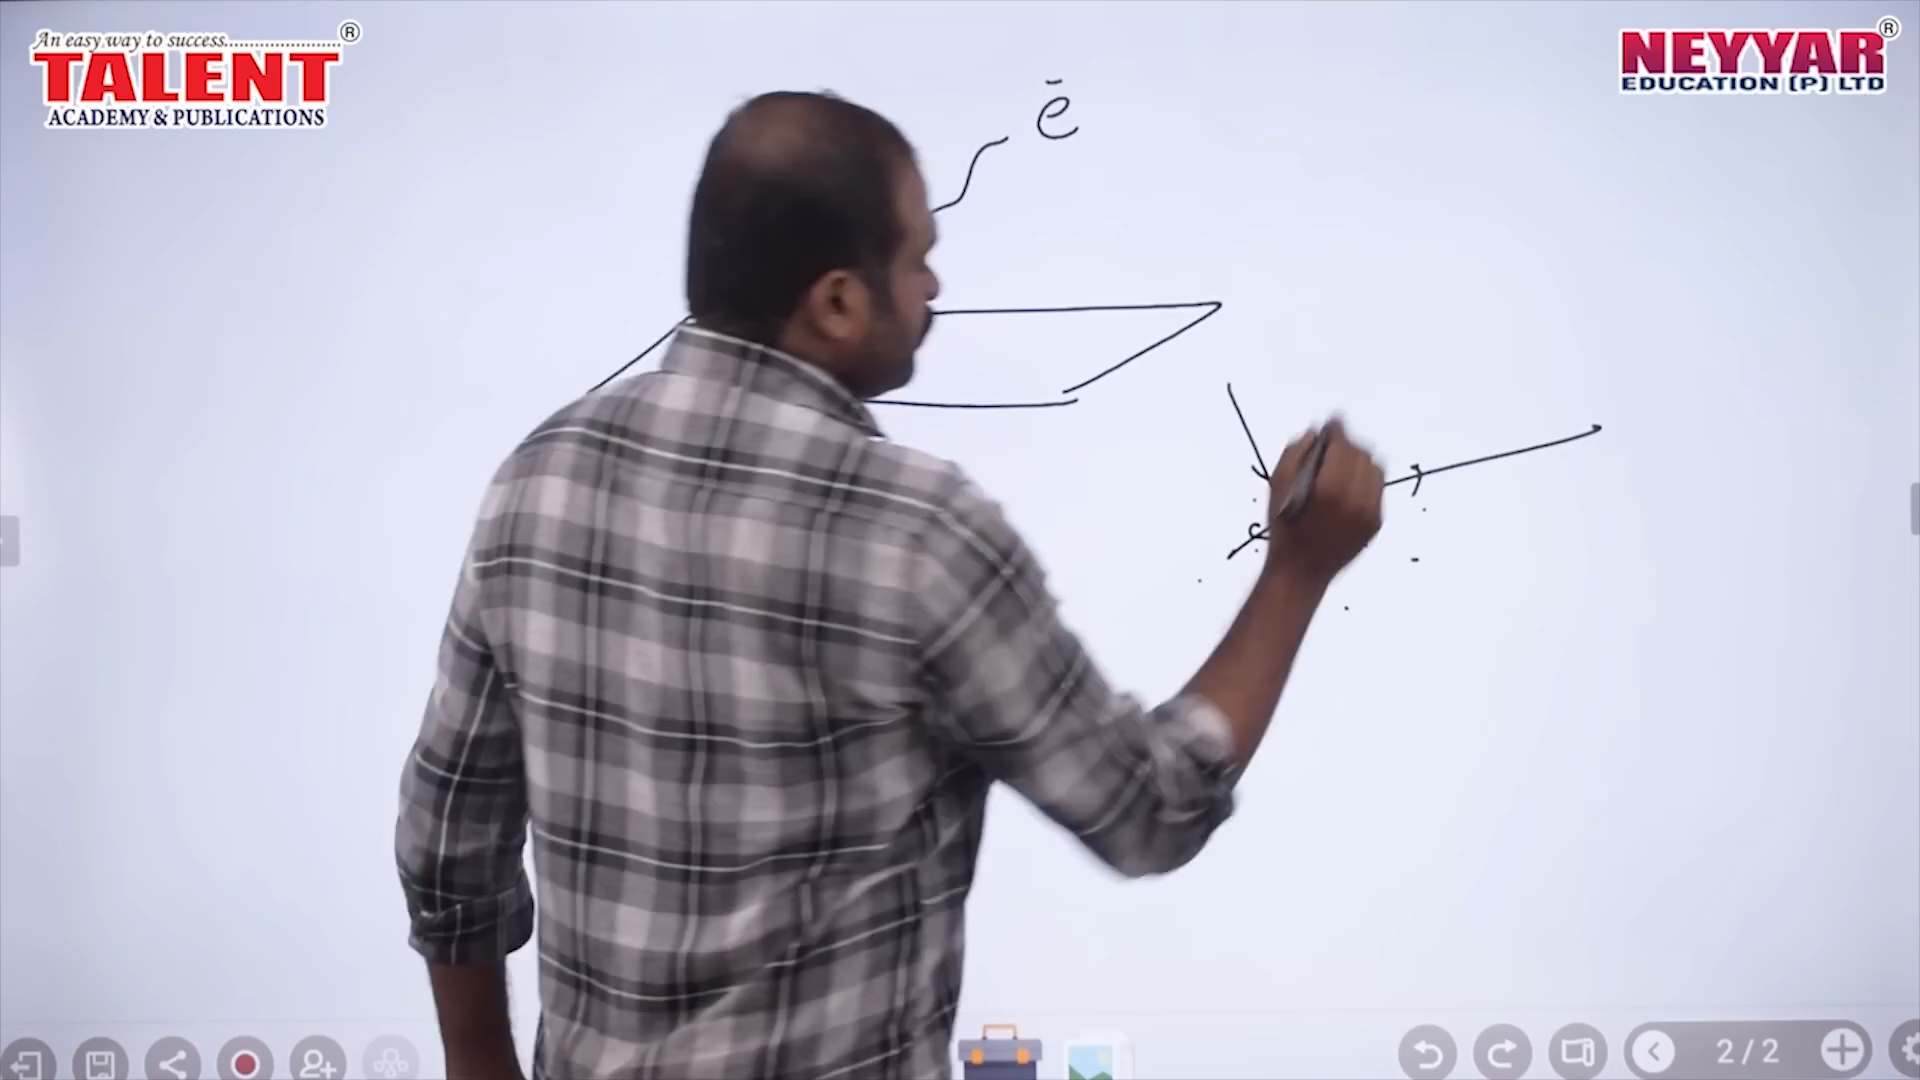 An easy way to success........................®
TALENT
ACADEMY & PUBLICATIONS
NEYYAR®
EDUCATION (P) LTD
ē
2/2